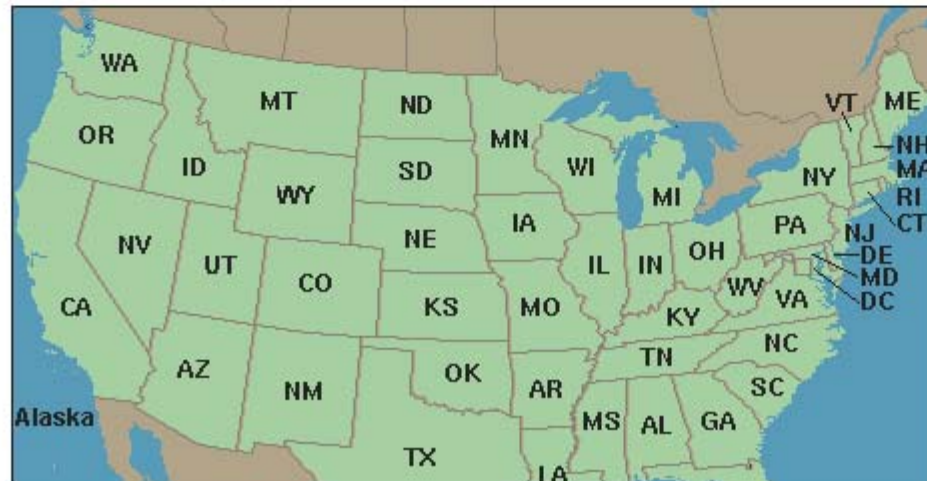 WA
MT
ND
VT
ME
OR
MN
NH
ID
SD
WI
MA
WY
MI
NY
RI
CT
IA
PA
NV
NE
NJ
UT
IL
IN
OH
DE
CO
MD
WV
DC
CA
KS
MO
KY
VA
TN
NC
AZ
OK
NM
AR
SC
Alaska
MS
AL
GA
TX
LA